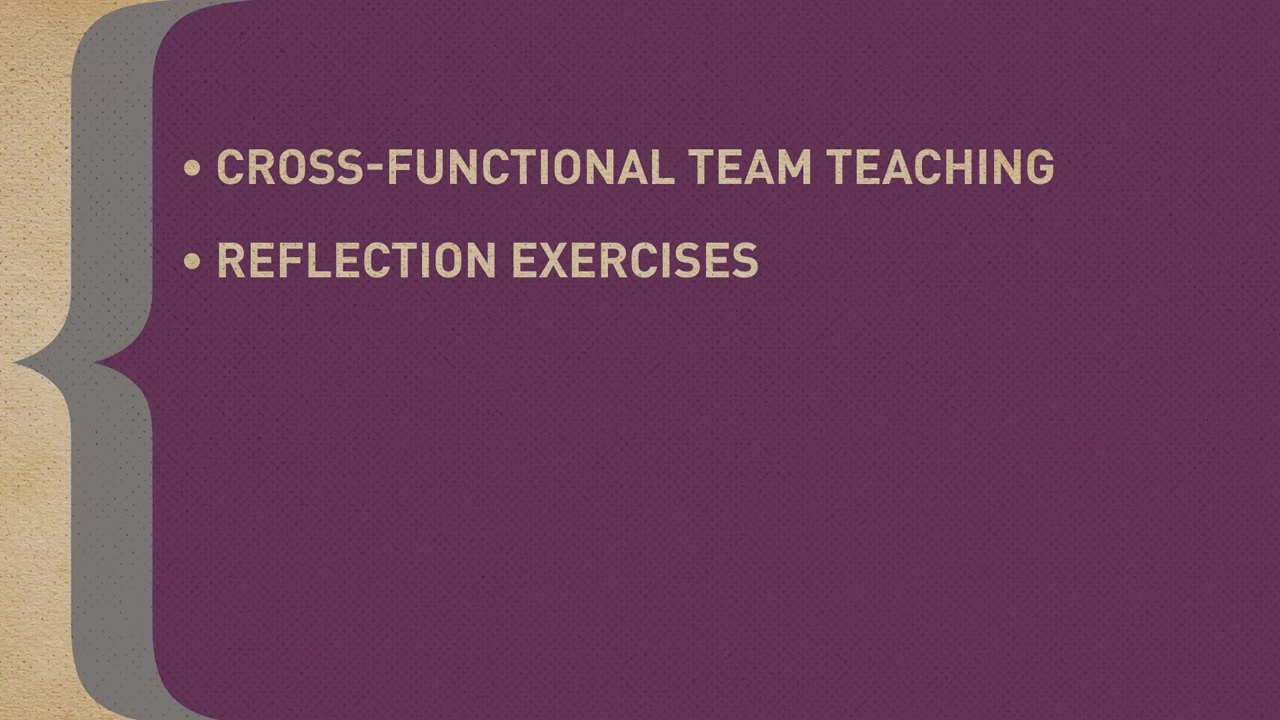 • CROSS-FUNCTIONAL TEAM TEACHING
• REFLECTION EXERCISES